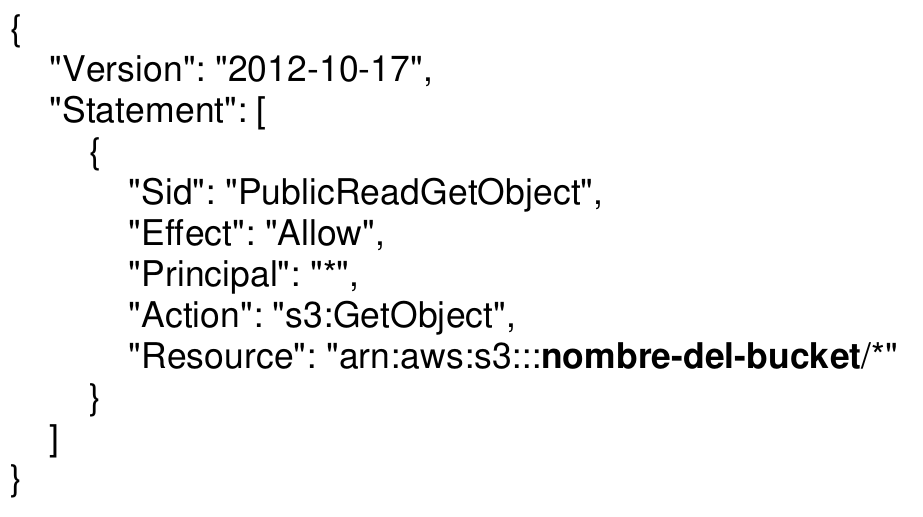 {
"Version": "2012-10-17",
"Statement": [
{
"Sid": "PublicReadGetObject",
"Effect": "Allow",
"Principal": "*",
"Action": "s3:GetObject",
"Resource": "arn:aws:s3:::nombre-del-bucket/*"
}
]
}